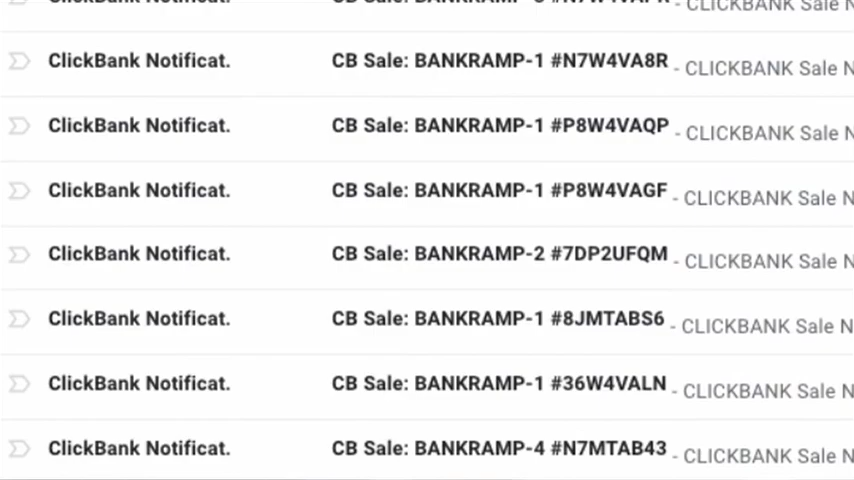 ClickBank Notificat. CB Sale: BANKRAMP-1 #N7W4VA8R - CLICKBANK Sale N
ClickBank Notificat. CB Sale: BANKRAMP-1 #P8W4VAQP - CLICKBANK Sale N
ClickBank Notificat. CB Sale: BANKRAMP-1 #P8W4VAGF - CLICKBANK Sale N
ClickBank Notificat. CB Sale: BANKRAMP-2 #7DP2UFQM - CLICKBANK Sale N
ClickBank Notificat. CB Sale: BANKRAMP-1 #8JMTABS6 - CLICKBANK Sale N
ClickBank Notificat. CB Sale: BANKRAMP-1 #36W4VALN - CLICKBANK Sale N
ClickBank Notificat. CB Sale: BANKRAMP-4 #N7MTAB43 - CLICKBANK Sale N